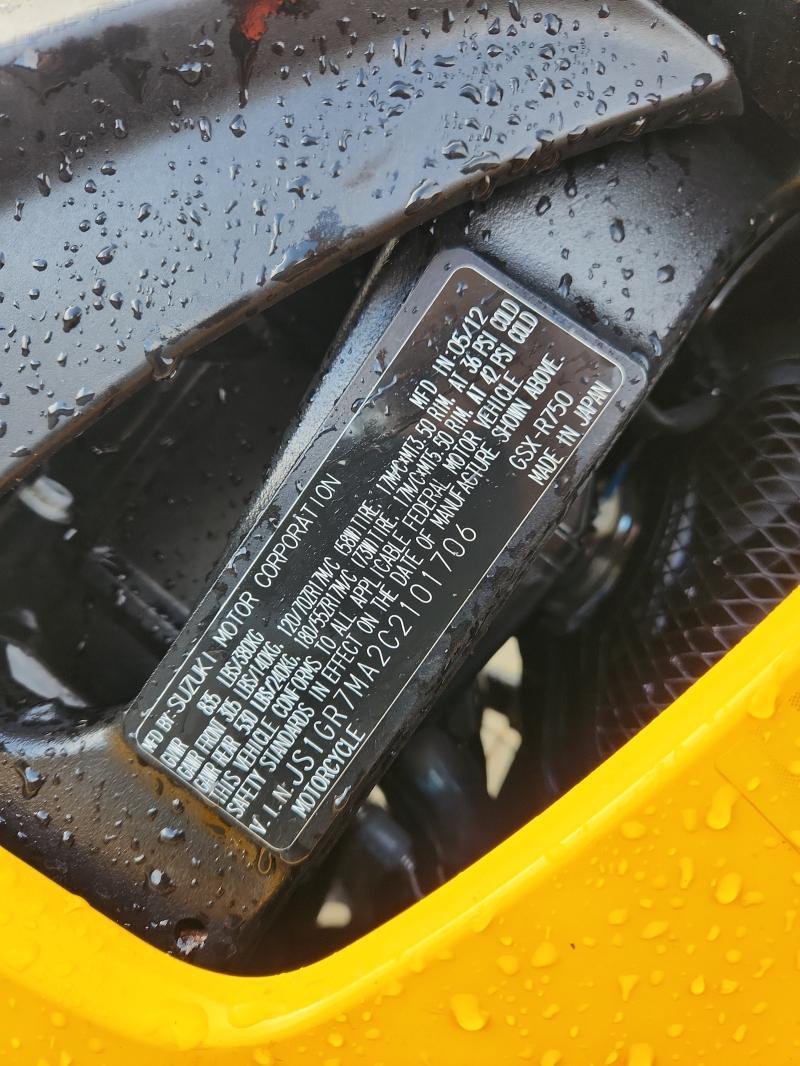 MFD BY:SUZUKI MOTOR CORPORATION MFD IN:05/12
GVWR 835 LBS/380KG
GAWR FRONT 305 LBS/140KG. 120/70ZR17M/C (58W)TIRE 17M/CxMT3.50 RIM. AT 36 PSI COLD
GAWR REAR 530 LBS/240KG. 180/55ZR17M/C (73W)TIRE 17M/CxMT5.50 RIM. AT 42 PSI COLD
THIS VEHICLE CONFORMS TO ALL APPLICABLE FEDERAL MOTOR VEHICLE
SAFETY STANDARDS IN EFFECT ON THE DATE OF MANUFACTURE SHOWN ABOVE.
V.I.N:JS1GR7MA2C2101706 GSX-R750
MOTORCYCLE MADE IN JAPAN